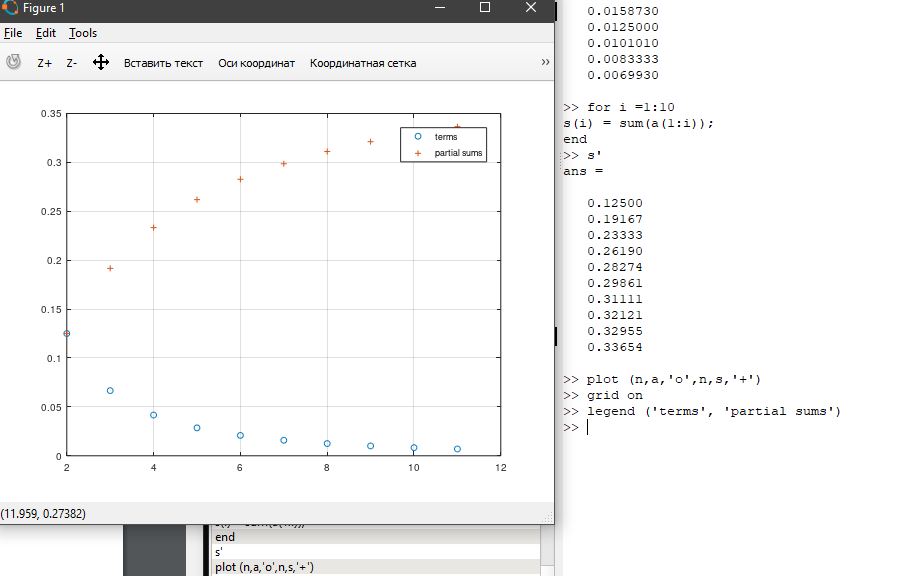 Figure 1
File Edit Tools
Z+ Z- Вставить текст Оси координат Координатная сетка »
0.35
0.3
0.25
0.2
0.15
0.1
0.05
0
2 4 6 8 10 12
terms
partial sums
(11.959, 0.27382)
end
s'
plot (n,a,'o',n,s,'+')
0.0158730
0.0125000
0.0101010
0.0083333
0.0069930
>> for i =1:10
s(i) = sum(a(1:i));
end
>> s'
ans =
0.12500
0.19167
0.23333
0.26190
0.28274
0.29861
0.31111
0.32121
0.32955
0.33654
>> plot (n,a,'o',n,s,'+')
>> grid on
>> legend ('terms', 'partial sums')
>>